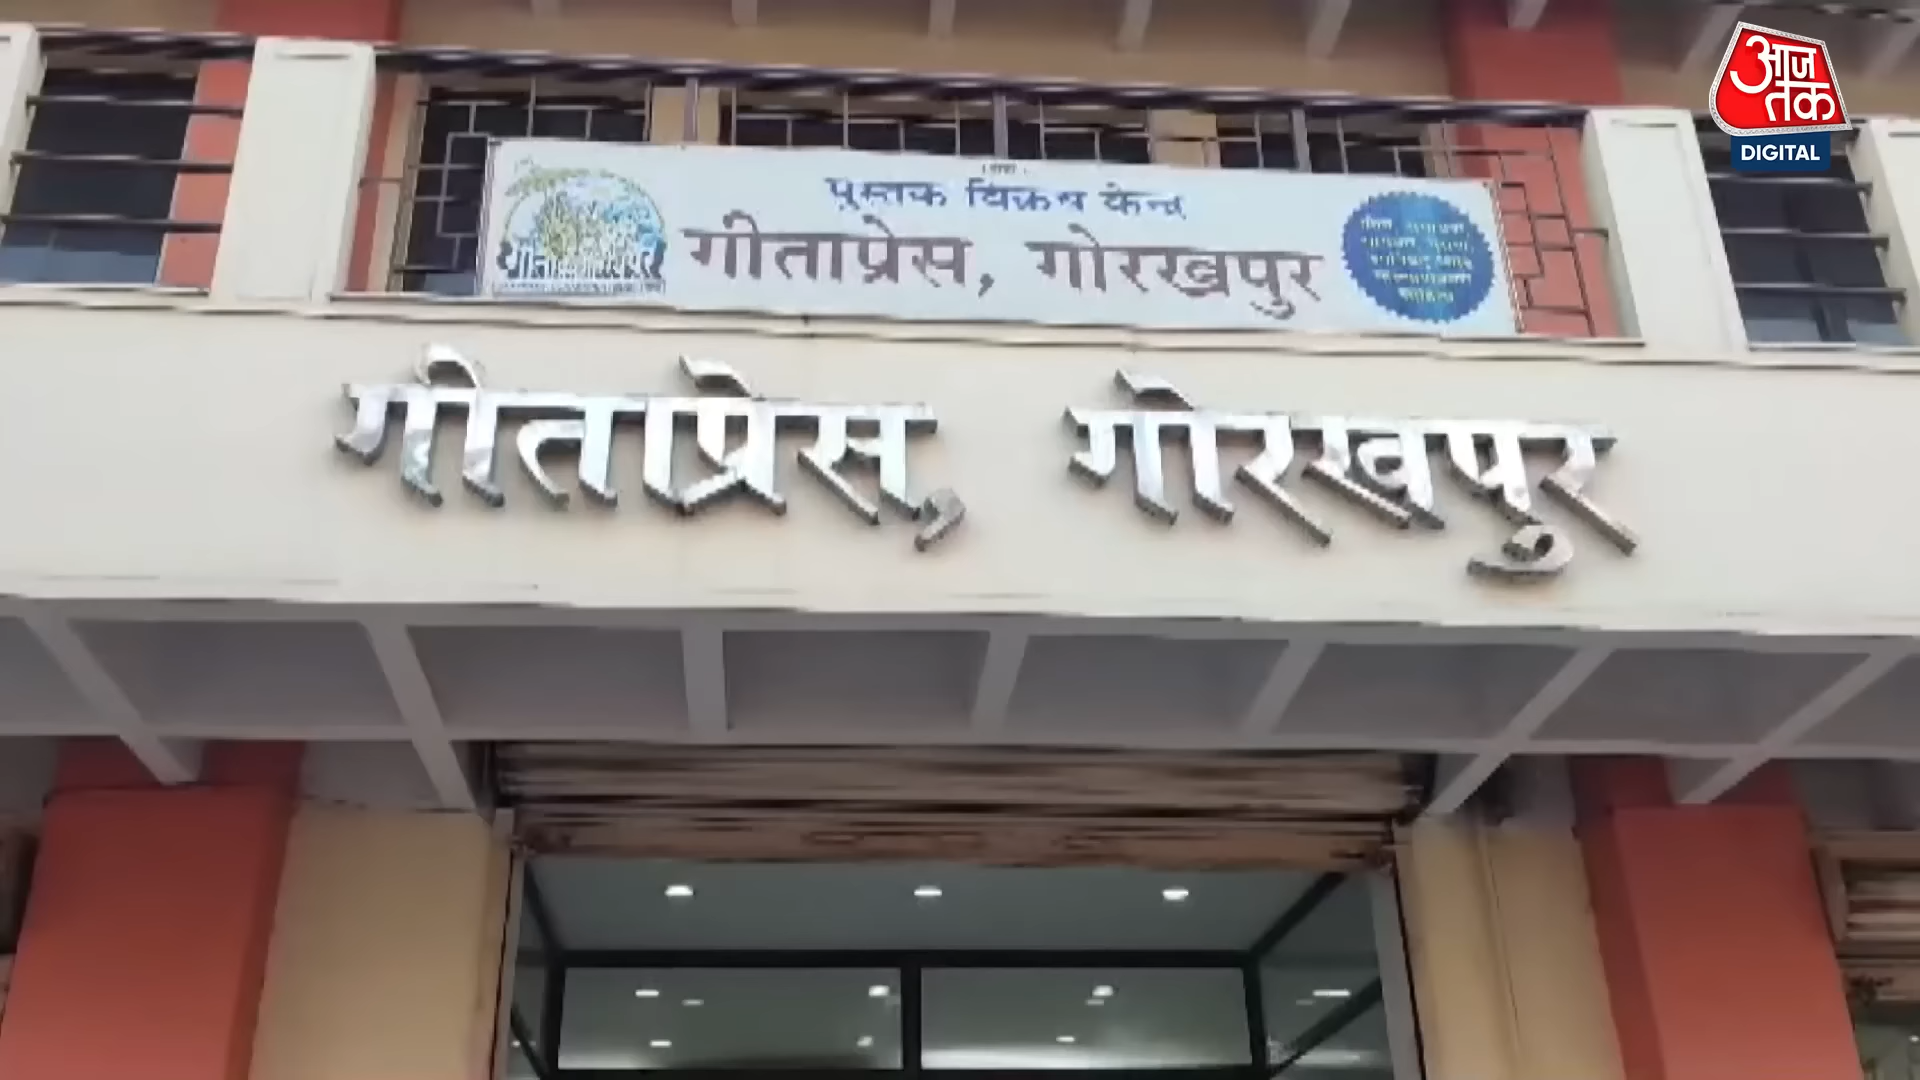 आज
तक
DIGITAL
पुस्तक विक्रय केन्द्र
गीताप्रेस, गोरखपुर
गीताप्रेस, गोरखपुर